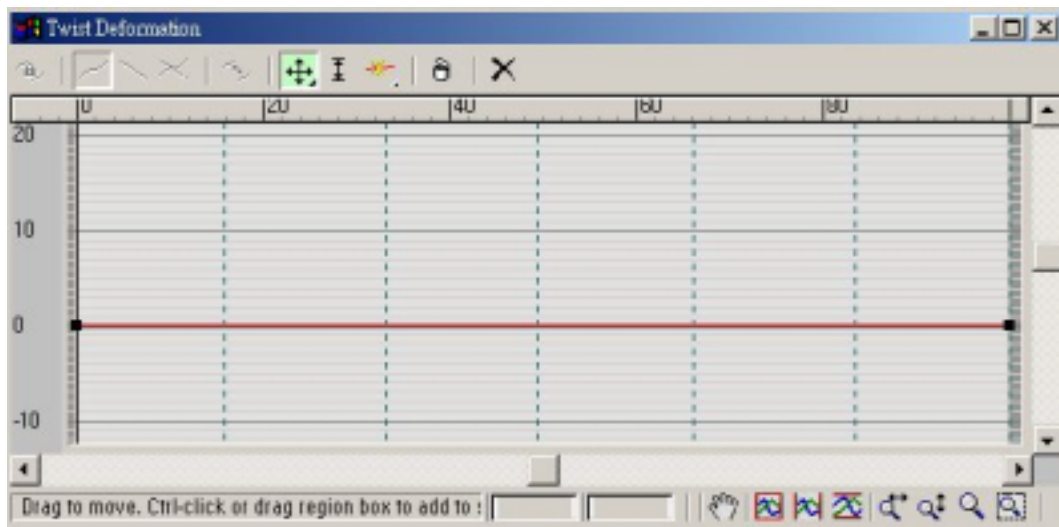 Twist Deformation
0 20 40 60 80
20
10
0
-10
Drag to move. Ctrl-click or drag region box to add to